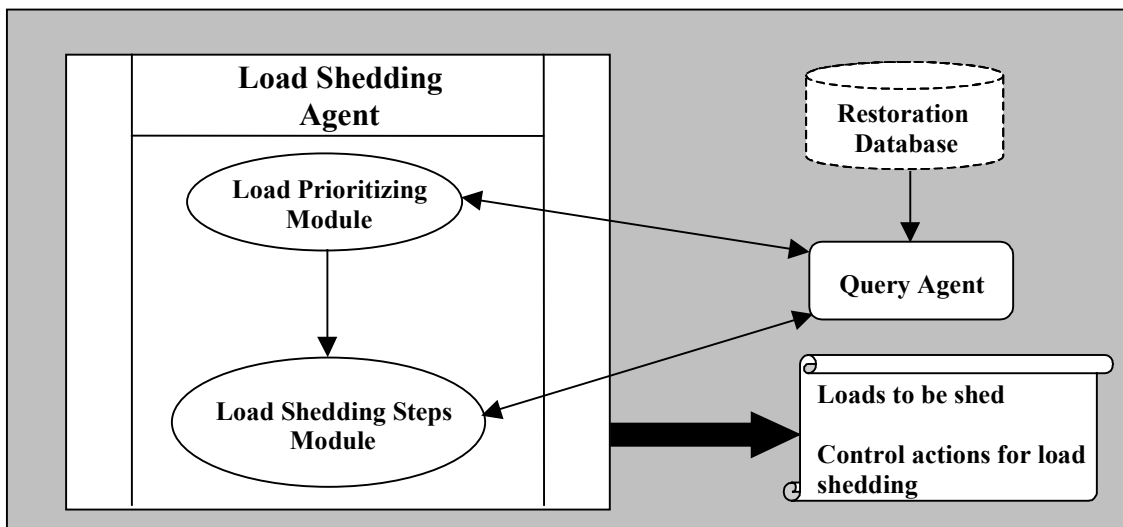 Load Shedding
Agent
Load Prioritizing
Module
Load Shedding Steps
Module
Restoration
Database
Query Agent
Loads to be shed
Control actions for load
shedding